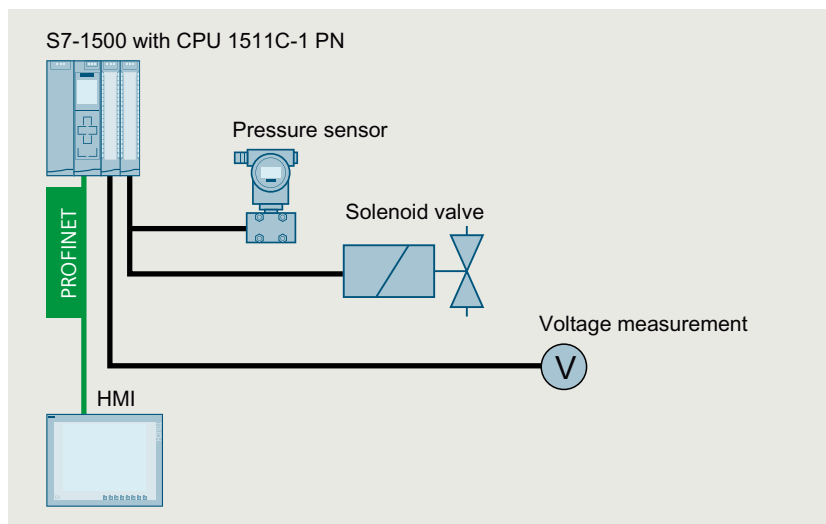 S7-1500 with CPU 1511C-1 PN
Pressure sensor
Solenoid valve
PROFINET
Voltage measurement
V
HMI